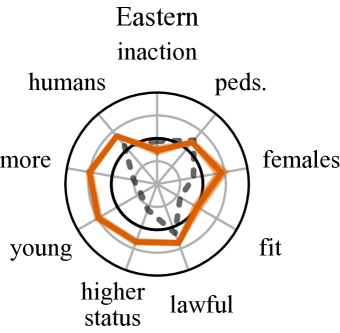 Eastern
inaction
humans
peds.
more
females
young
fit
higher
status
lawful